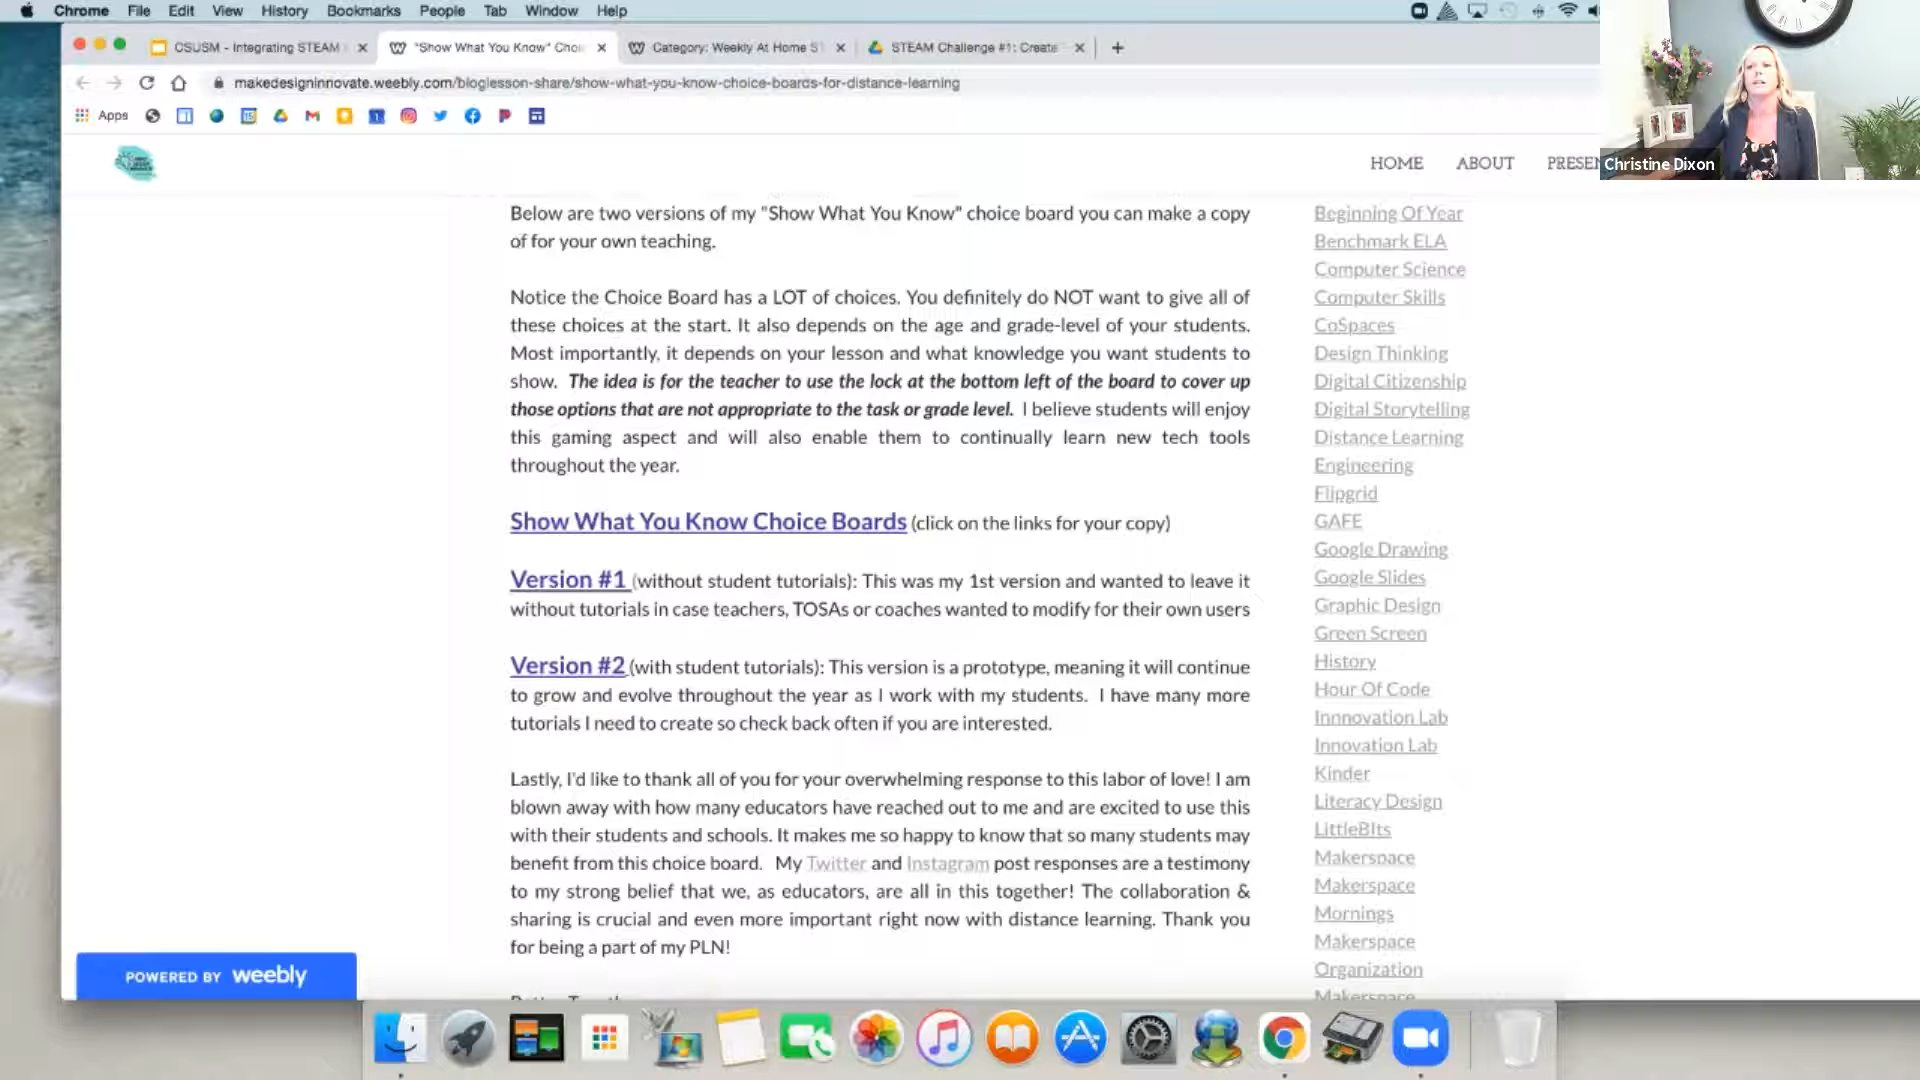 Chrome File Edit View History Bookmarks People Tab Window Help
CSUSM - Integrating STEAM
"Show What You Know" Choi
Category: Weekly At Home S
STEAM Challenge #1: Create
makedesigninnovate.weebly.com/bloglesson-share/show-what-you-know-choice-boards-for-distance-learning
Apps
HOME ABOUT PRESEN
Christine Dixon
Below are two versions of my "Show What You Know" choice board you can make a copy
of for your own teaching.
Notice the Choice Board has a LOT of choices. You definitely do NOT want to give all of
these choices at the start. It also depends on the age and grade-level of your students.
Most importantly, it depends on your lesson and what knowledge you want students to
show. The idea is for the teacher to use the lock at the bottom left of the board to cover up
those options that are not appropriate to the task or grade level. I believe students will enjoy
this gaming aspect and will also enable them to continually learn new tech tools
throughout the year.
Show What You Know Choice Boards (click on the links for your copy)
Version #1 (without student tutorials): This was my 1st version and wanted to leave it
without tutorials in case teachers, TOSAs or coaches wanted to modify for their own users
Version #2 (with student tutorials): This version is a prototype, meaning it will continue
to grow and evolve throughout the year as I work with my students. I have many more
tutorials I need to create so check back often if you are interested.
Lastly, I'd like to thank all of you for your overwhelming response to this labor of love! I am
blown away with how many educators have reached out to me and are excited to use this
with their students and schools. It makes me so happy to know that so many students may
benefit from this choice board. My Twitter and Instagram post responses are a testimony
to my strong belief that we, as educators, are all in this together! The collaboration &
sharing is crucial and even more important right now with distance learning. Thank you
for being a part of my PLN!
Beginning Of Year
Benchmark ELA
Computer Science
Computer Skills
CoSpaces
Design Thinking
Digital Citizenship
Digital Storytelling
Distance Learning
Engineering
Flipgrid
GAFE
Google Drawing
Google Slides
Graphic Design
Green Screen
History
Hour Of Code
Innnovation Lab
Innovation Lab
Kinder
Literacy Design
LittleBIts
Makerspace
Makerspace
Mornings
Makerspace
Organization
Makerspace
POWERED BY weebly